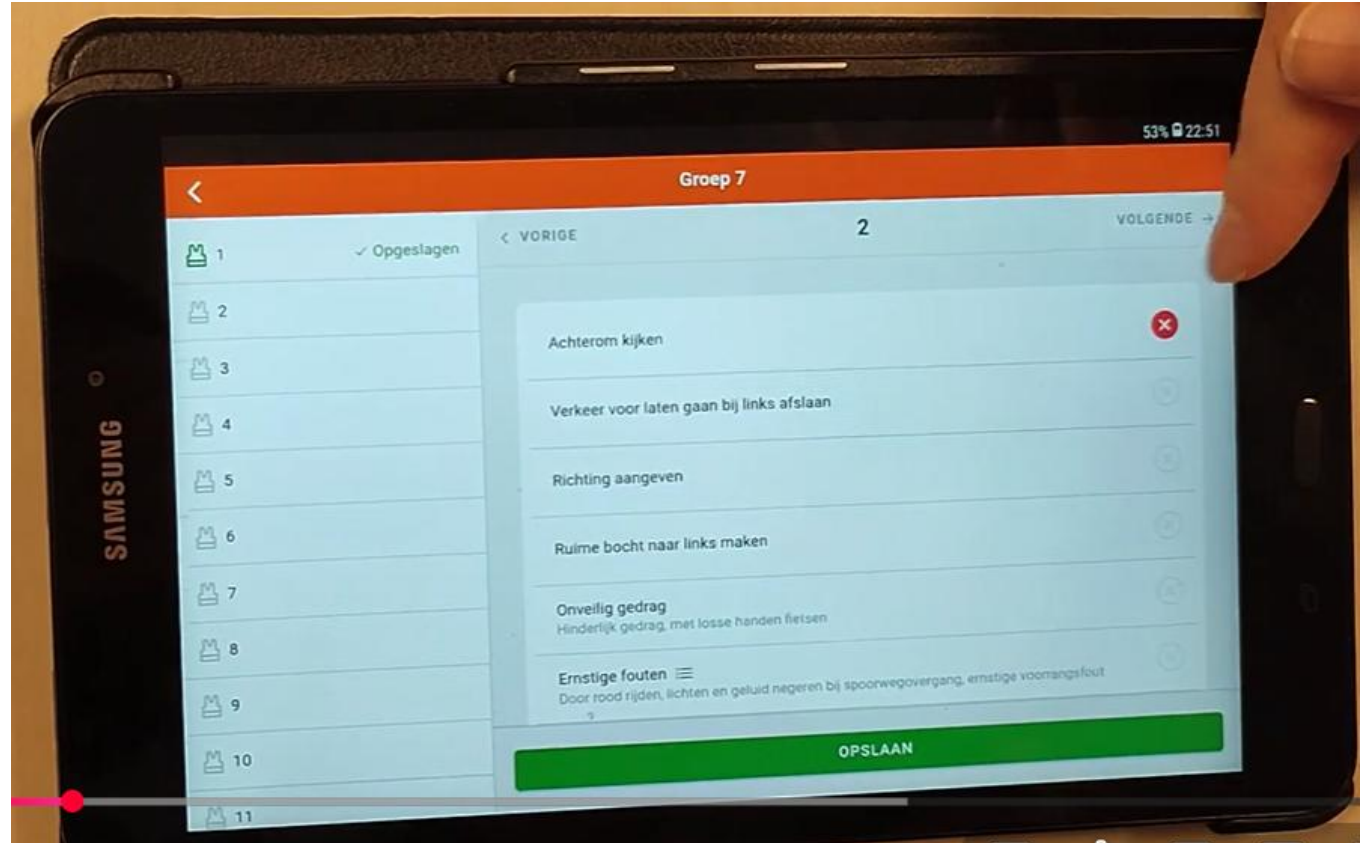 SAMSUNG
53% 22:51
Groep 7
1 ✓ Opgeslagen
2
3
4
5
6
7
8
9
10
11
< VORIGE
2
VOLGENDE →
Achterom kijken
Verkeer voor laten gaan bij links afslaan
Richting aangeven
Ruime bocht naar links maken
Onveilig gedrag
Hinderlijk gedrag, met losse handen fietsen
Ernstige fouten
Door rood rijden, lichten en geluid negeren bij spoorwegovergang, ernstige voorrangsfout
OPSLAAN